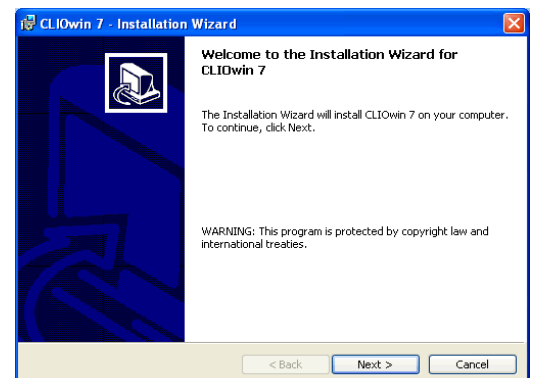 CLIOwin 7 - Installation Wizard
Welcome to the Installation Wizard for
CLIOwin 7
The Installation Wizard will install CLIOwin 7 on your computer.
To continue, click Next.
WARNING: This program is protected by copyright law and
international treaties.
< Back Next > Cancel